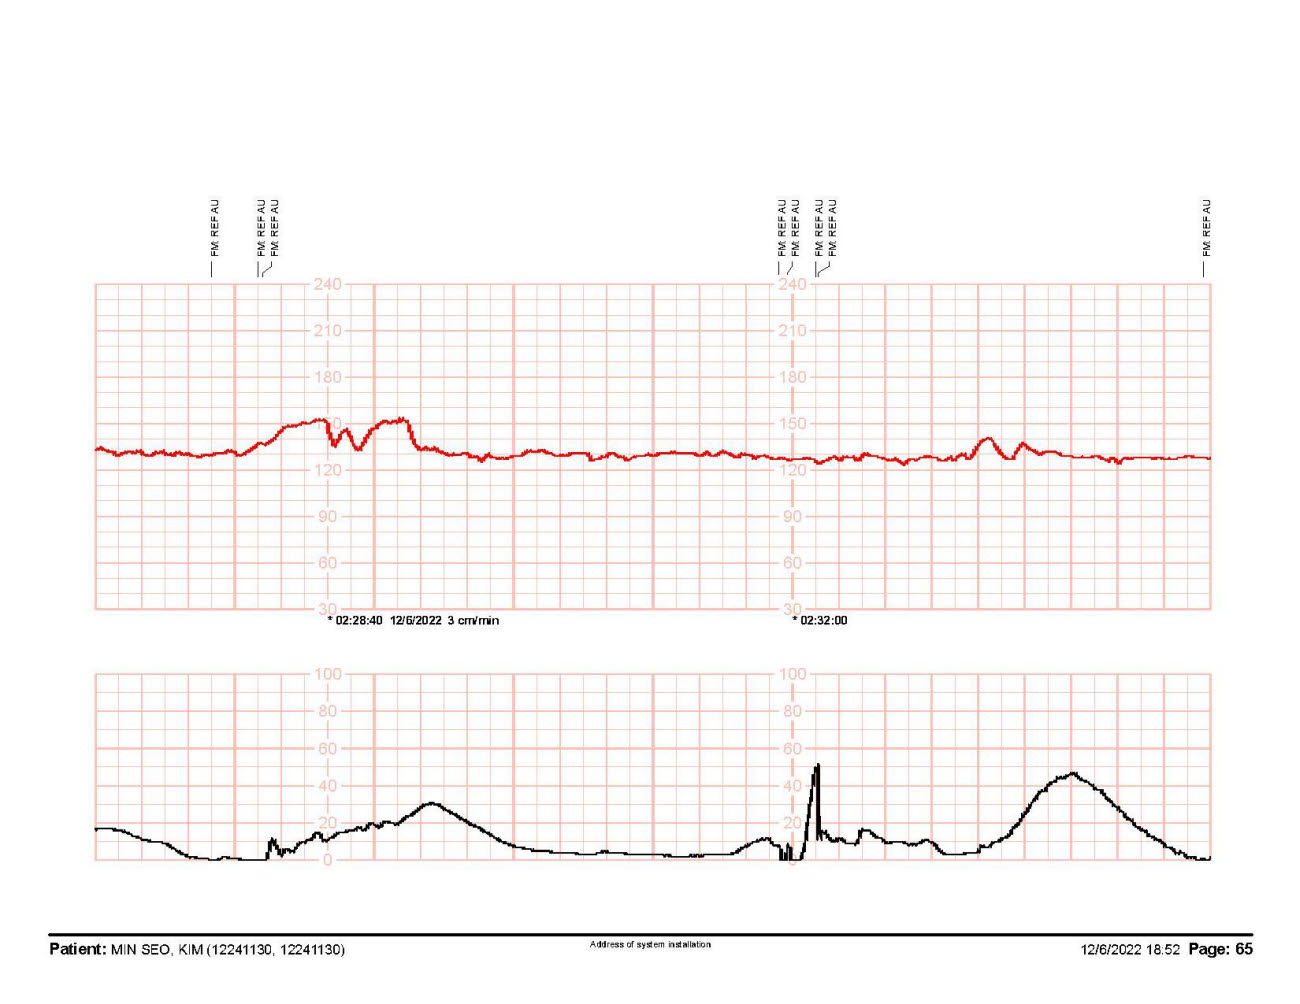 FM: REF AU
FM: REF AU
FM: REF AU
FM: REF AU
FM: REF AU
FM: REF AU
FM: REF AU
FM: REF AU
240 240
210 210
180 180
150 150
120 120
90 90
60 60
30 30
* 02:28:40 12/6/2022 3 cm/min * 02:32:00
100 100
80 80
60 60
40 40
20 20
0 0
Patient: MIN SEO, KIM (12241130, 12241130) Address of system installation 12/6/2022 18:52 Page: 65